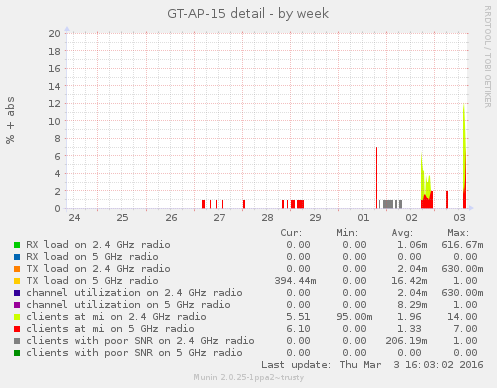 GT-AP-15 detail - by week
RRDTOOL / TOBI OETIKER
% + abs
20
18
16
14
12
10
8
6
4
2
0
24 25 26 27 28 29 01 02 03
Cur: Min: Avg: Max:
RX load on 2.4 GHz radio 0.00 0.00 1.06m 616.67m
RX load on 5 GHz radio 0.00 0.00 0.00 0.00
TX load on 2.4 GHz radio 0.00 0.00 2.04m 630.00m
TX load on 5 GHz radio 394.44m 0.00 16.42m 1.00
channel utilization on 2.4 GHz radio 0.00 0.00 2.04m 630.00m
channel utilization on 5 GHz radio 0.00 0.00 8.29m 1.00
clients at mi on 2.4 GHz radio 5.51 95.00m 1.96 14.00
clients at mi on 5 GHz radio 6.10 0.00 1.33 7.00
clients with poor SNR on 2.4 GHz radio 0.00 0.00 206.19m 1.00
clients with poor SNR on 5 GHz radio 0.00 0.00 0.00 0.00
Last update: Thu Mar 3 16:03:02 2016
Munin 2.0.25-1ppa2~trusty